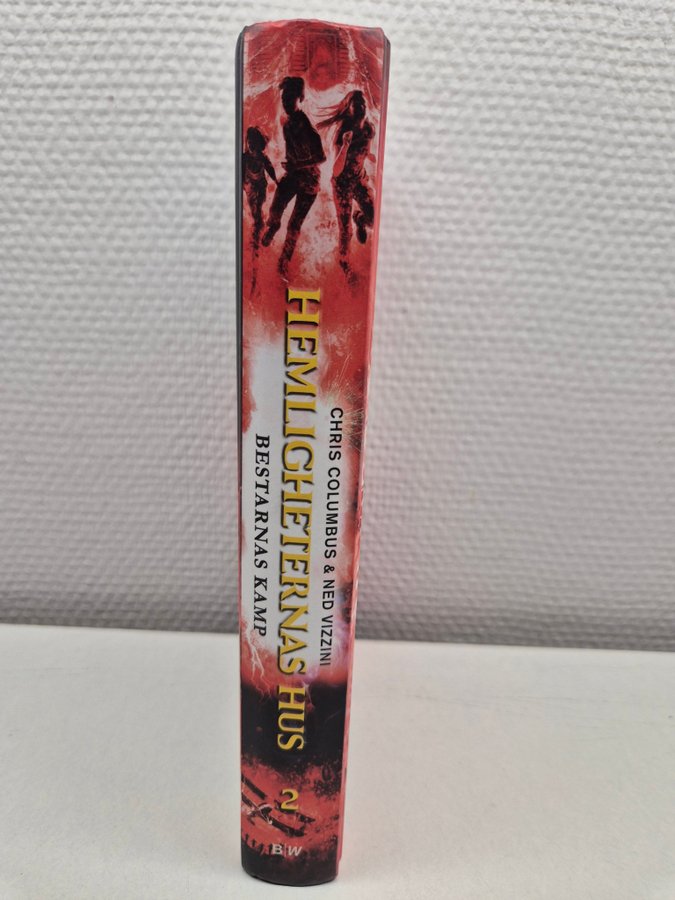 CHRIS COLUMBUS & NED VIZZINI
HEMLIGHETERNAS HUS
BESTARNAS KAMP
2
B|W